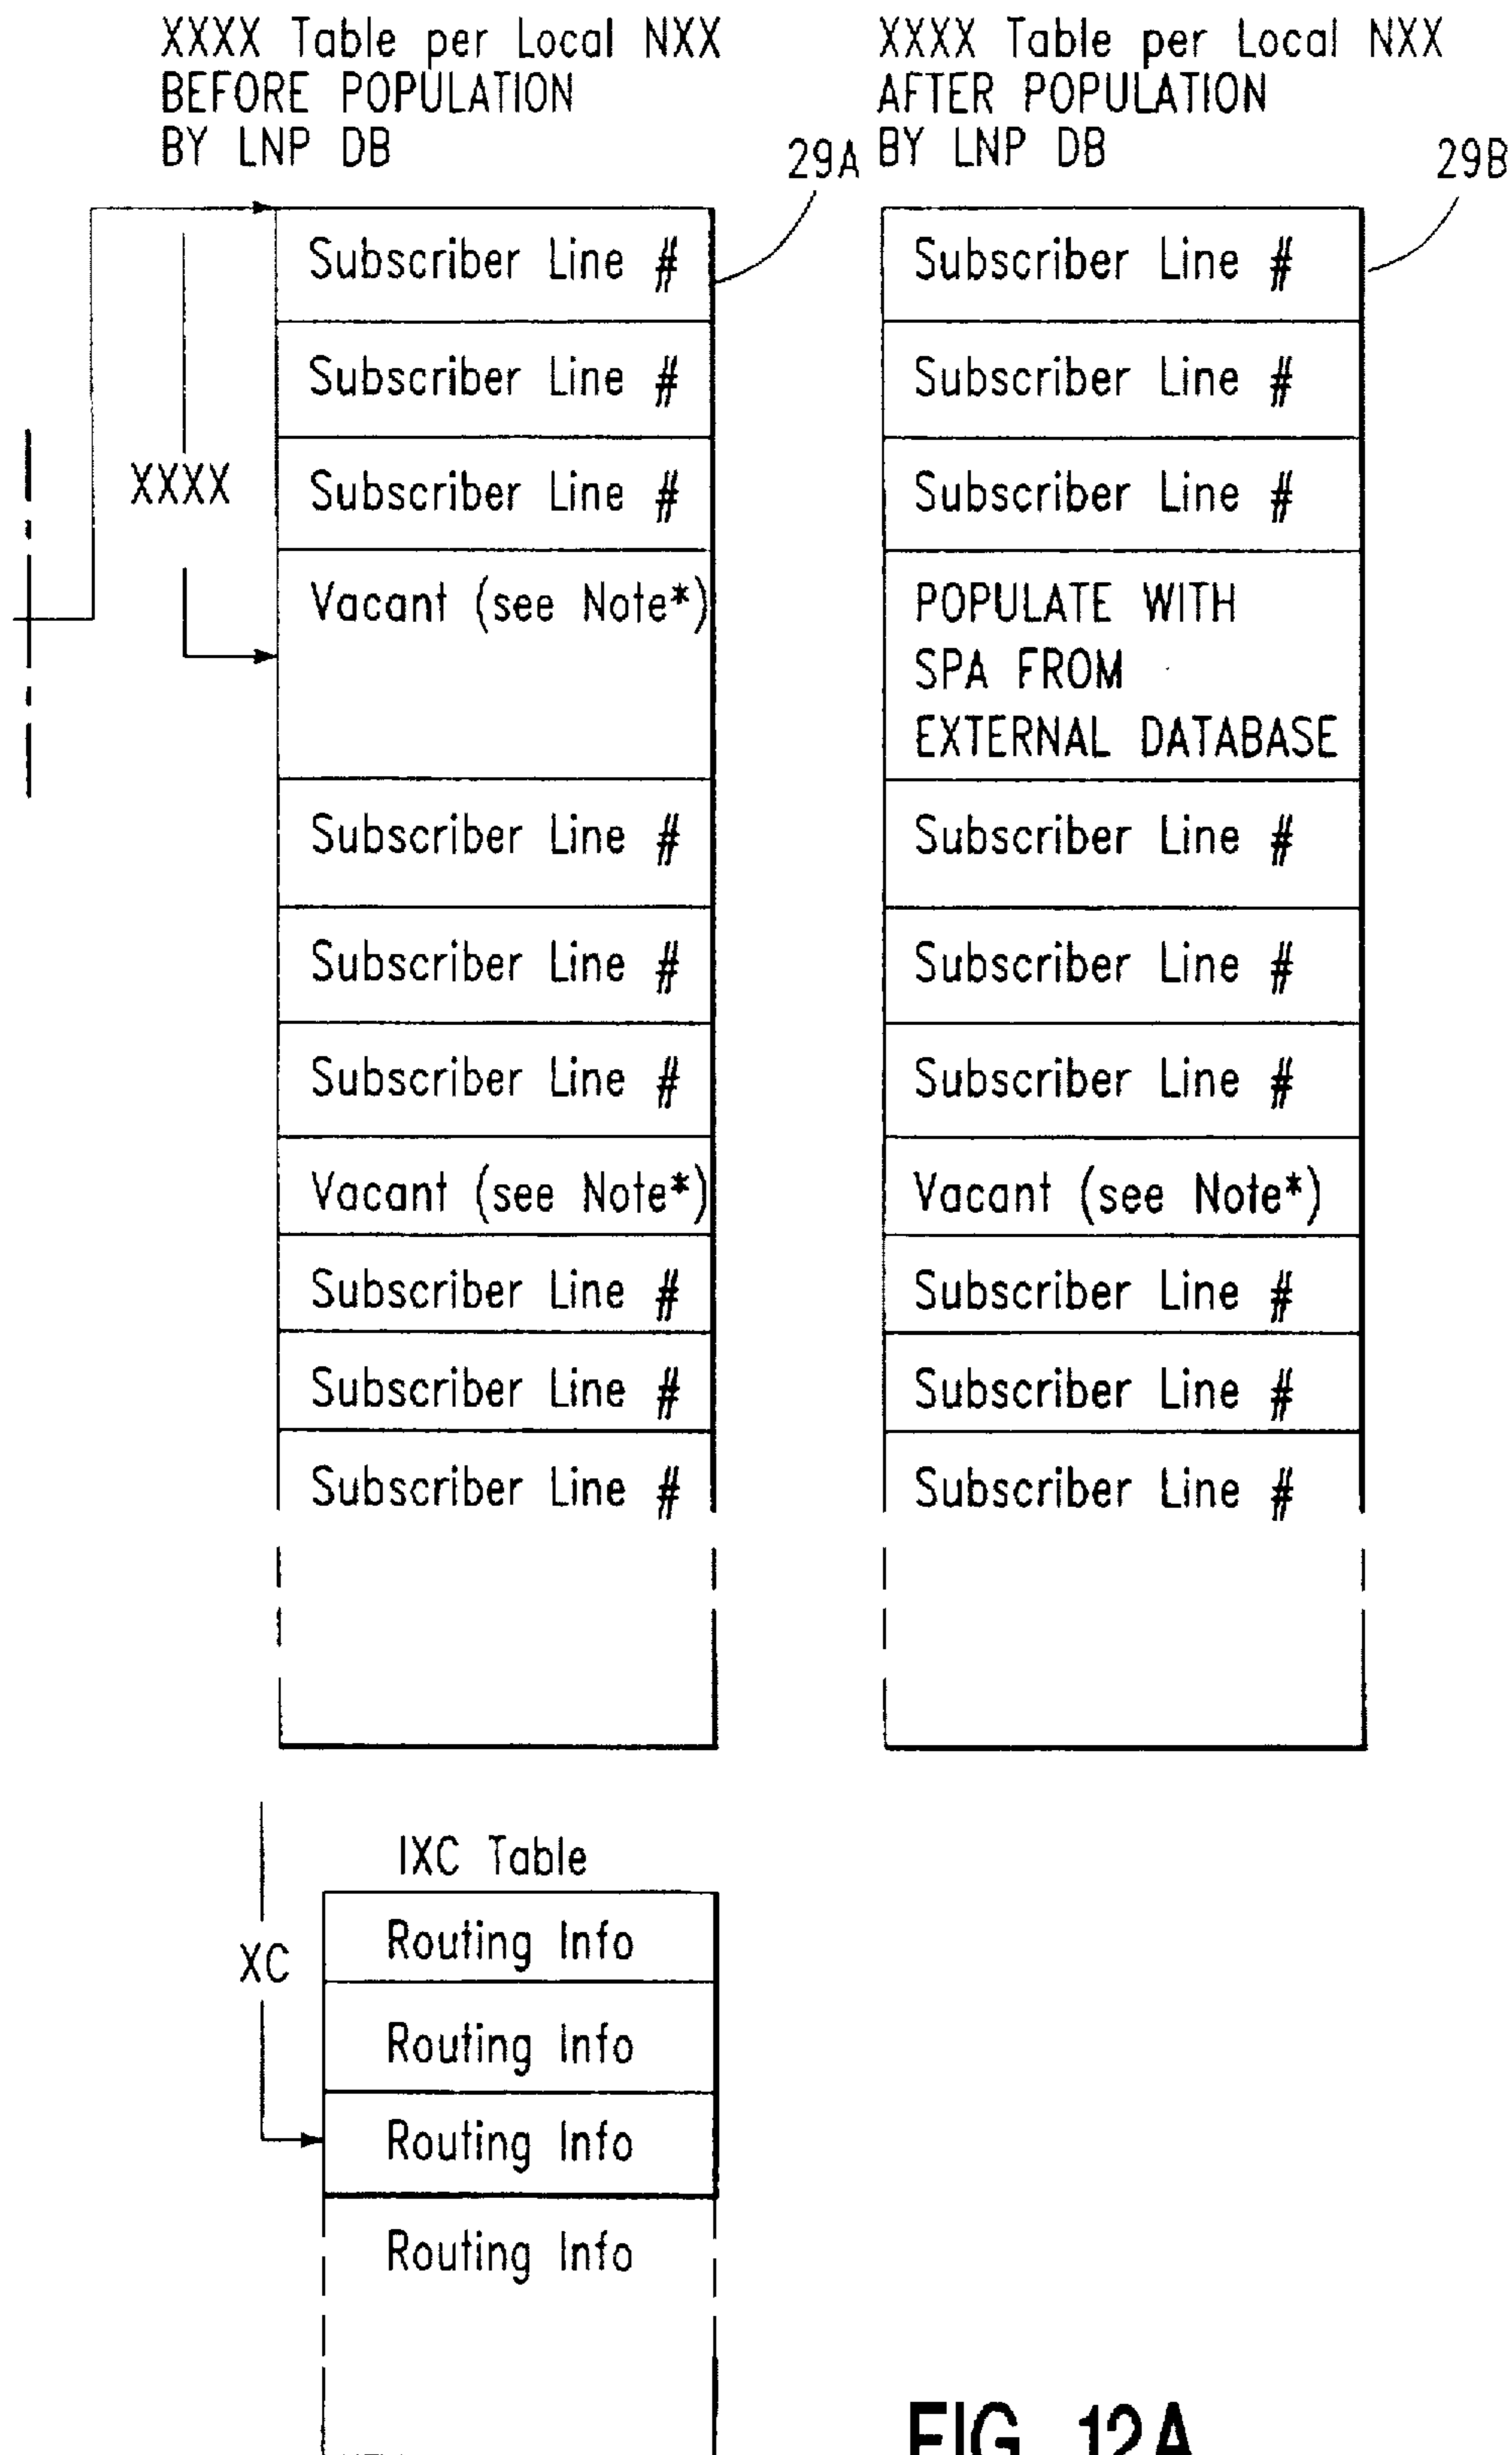 XXXX Table per Local NXX
BEFORE POPULATION
BY LNP DB
29A
Subscriber Line #
Subscriber Line #
Subscriber Line #
XXXX
Vacant (see Note*)
Subscriber Line #
Subscriber Line #
Subscriber Line #
Vacant (see Note*)
Subscriber Line #
Subscriber Line #
Subscriber Line #
XXXX Table per Local NXX
AFTER POPULATION
BY LNP DB
29B
Subscriber Line #
Subscriber Line #
Subscriber Line #
POPULATE WITH
SPA FROM
EXTERNAL DATABASE
Subscriber Line #
Subscriber Line #
Subscriber Line #
Vacant (see Note*)
Subscriber Line #
Subscriber Line #
Subscriber Line #
IXC Table
XC
Routing Info
Routing Info
Routing Info
Routing Info
FIG. 12A